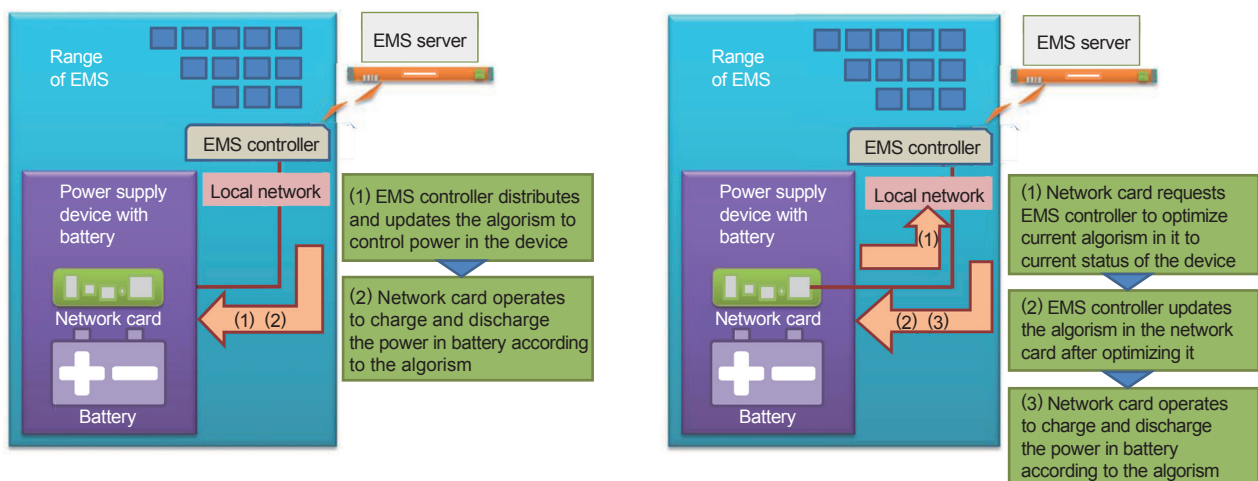 Range
of EMS
EMS server
EMS controller
Local network
Power supply
device with
battery
Network card
Battery
(1) (2)
(1) EMS controller distributes
and updates the algorism to
control power in the device
(2) Network card operates
to charge and discharge
the power in battery according
to the algorism
Range
of EMS
EMS server
EMS controller
Local network
Power supply
device with
battery
(1)
Network card
(2) (3)
Battery
(1) Network card requests
EMS controller to optimize
current algorism in it to
current status of the device
(2) EMS controller updates
the algorism in the network
card after optimizing it
(3) Network card operates
to charge and discharge
the power in battery
according to the algorism